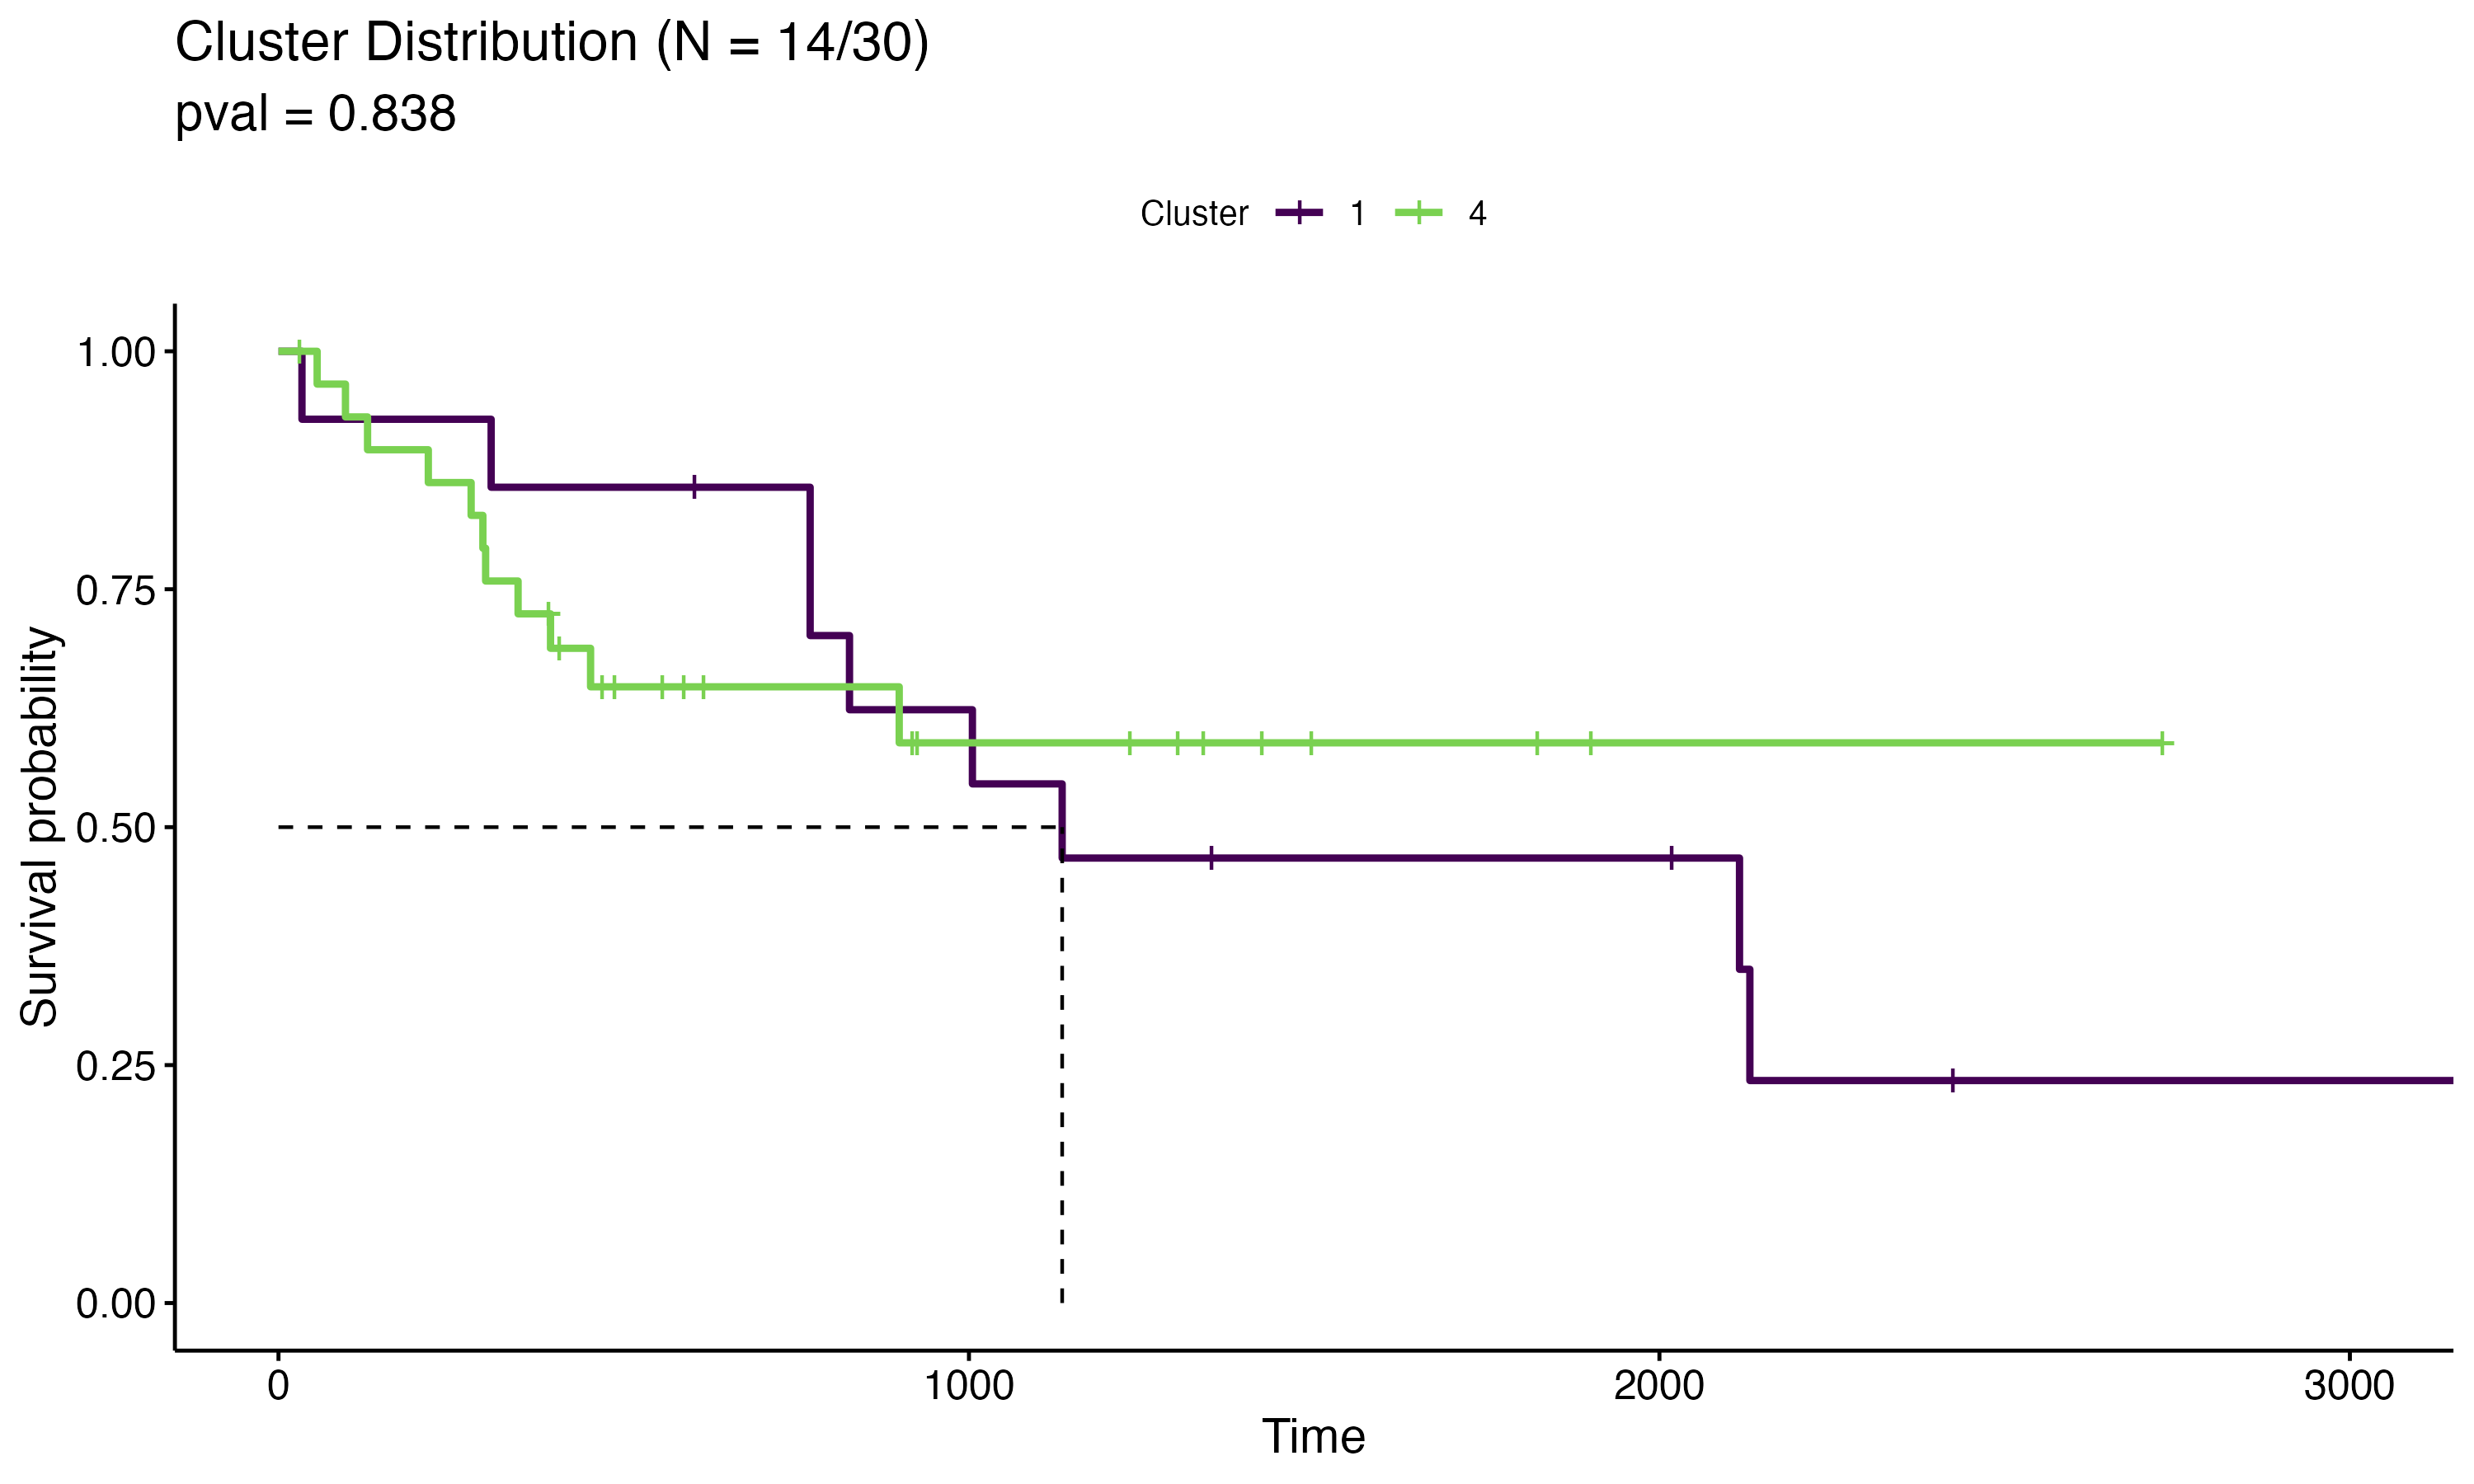 Cluster Distribution (N = 14/30)
pval = 0.838
Cluster 1 4
Survival probability
1.00
0.75
0.50
0.25
0.00
0 1000 2000 3000
Time